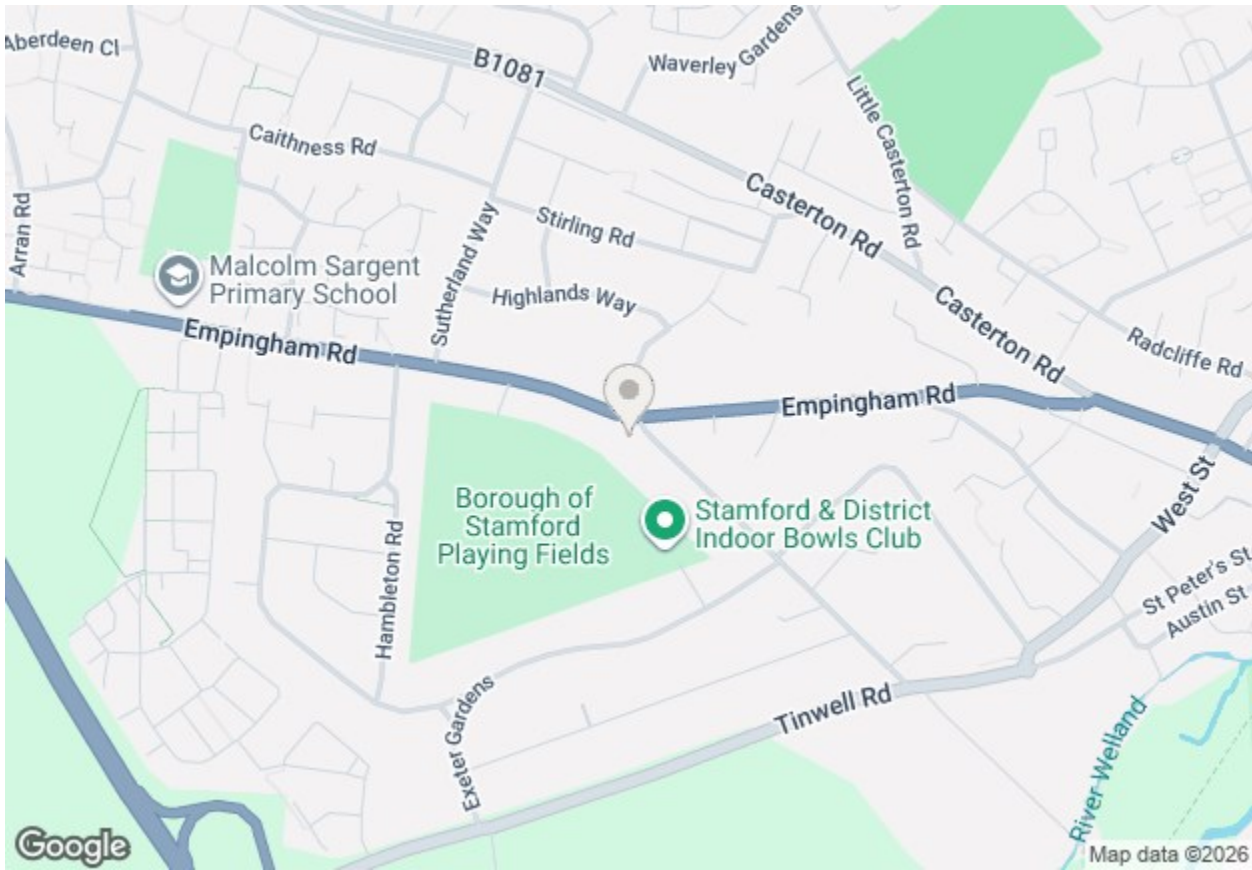 Aberdeen Cl
B1081
Waverley Gardens
Little Casterton Rd
Caithness Rd
Arran Rd
Stirling Rd
Sutherland Way
Casterton Rd
Malcolm Sargent
Primary School
Highlands Way
Casterton Rd
Empingham Rd
Radcliffe Rd
Empingham Rd
Borough of
Stamford
Playing Fields
Stamford & District
Indoor Bowls Club
West St
Hambleton Rd
St Peter's St
Austin St
Exeter Gardens
Tinwell Rd
River Welland
Google
Map data ©2026